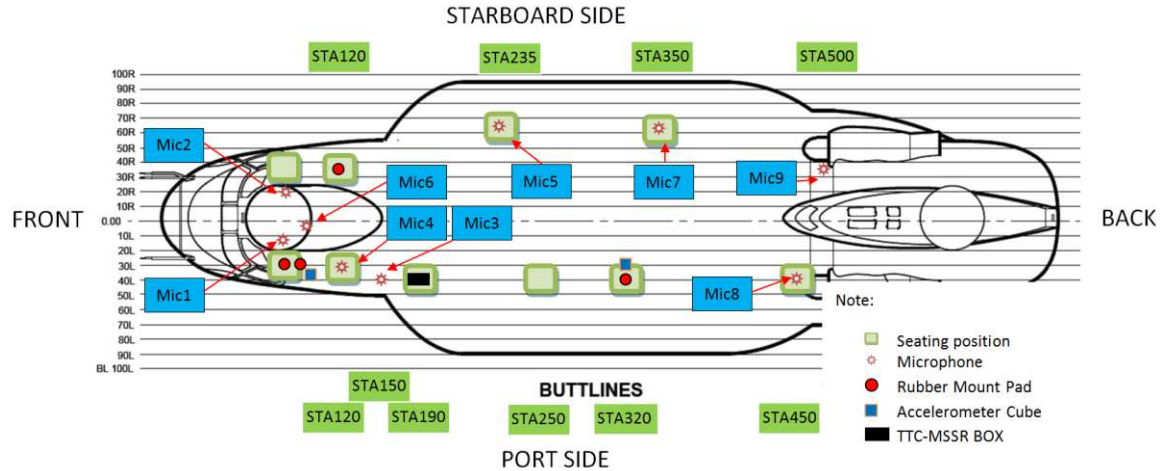 STARBOARD SIDE
STA120
STA235
STA350
STA500
100R
90R
80R
70R
60R
50R
40R
30R
20R
10R
0.00
10L
20L
30L
40L
50L
60L
70L
80L
90L
BL 100L
Mic2
Mic6
Mic4
Mic3
Mic5
Mic7
Mic9
FRONT
BACK
Mic1
Mic8
Note:
Seating position
Microphone
Rubber Mount Pad
Accelerometer Cube
TTC-MSSR BOX
STA150
BUTTLINES
STA120
STA190
STA250
STA320
STA450
PORT SIDE